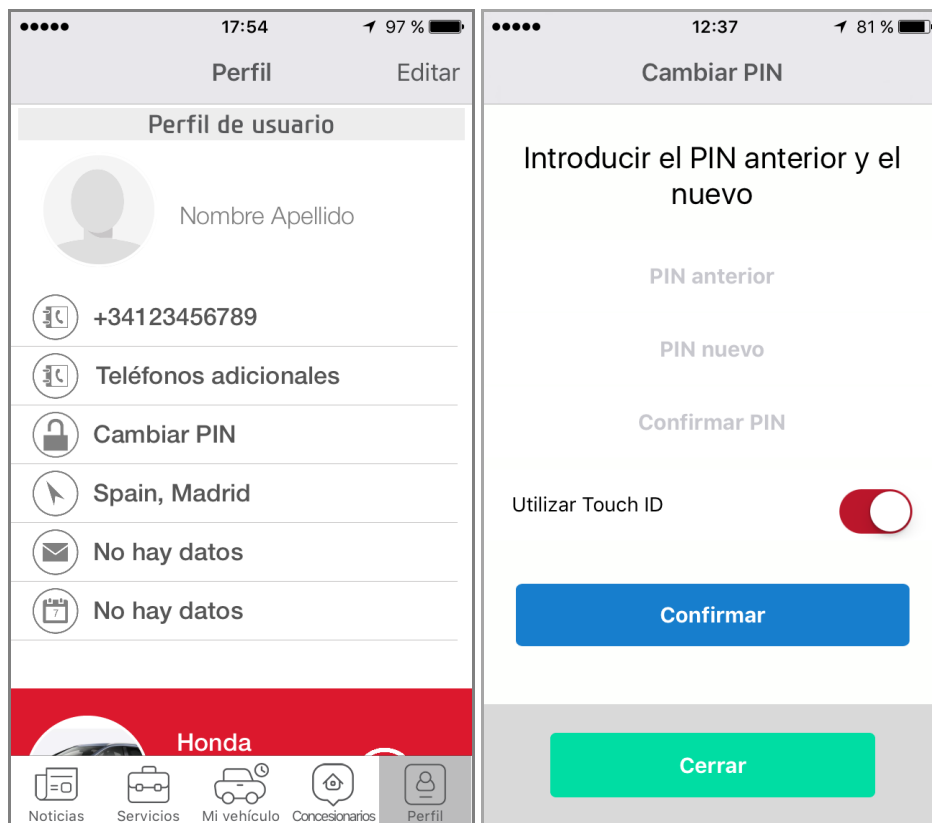 17:54
97 %
Perfil
Editar
Perfil de usuario
Nombre Apellido
+34123456789
Teléfonos adicionales
Cambiar PIN
Spain, Madrid
No hay datos
7
No hay datos
Honda
Noticias
Servicios
Mi vehículo
Concesionarios
Perfil
12:37
81 %
Cambiar PIN
Introducir el PIN anterior y el
nuevo
PIN anterior
PIN nuevo
Confirmar PIN
Utilizar Touch ID
Confirmar
Cerrar